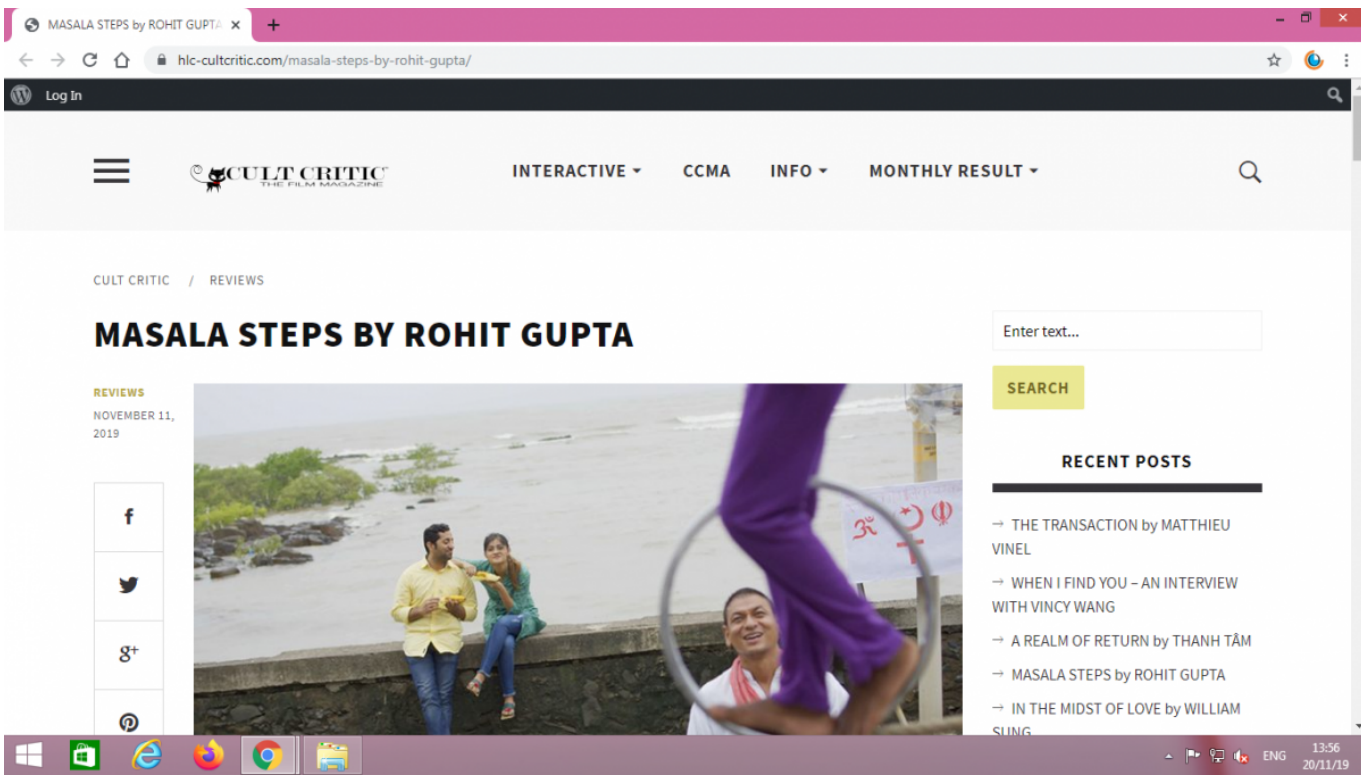 MASALA STEPS by ROHIT GUPTA
hlc-cultcritic.com/masala-steps-by-rohit-gupta/
Log In
CULT CRITIC
THE FILM MAGAZINE
INTERACTIVE
CCMA
INFO
MONTHLY RESULT
CULT CRITIC / REVIEWS
MASALA STEPS BY ROHIT GUPTA
REVIEWS
NOVEMBER 11,
2019
Enter text...
SEARCH
RECENT POSTS
→ THE TRANSACTION by MATTHIEU
VINEL
→ WHEN I FIND YOU – AN INTERVIEW
WITH VINCY WANG
→ A REALM OF RETURN by THANH TÂM
→ MASALA STEPS by ROHIT GUPTA
→ IN THE MIDST OF LOVE by WILLIAM
SUNG
ॐ
ENG
13:56
20/11/19